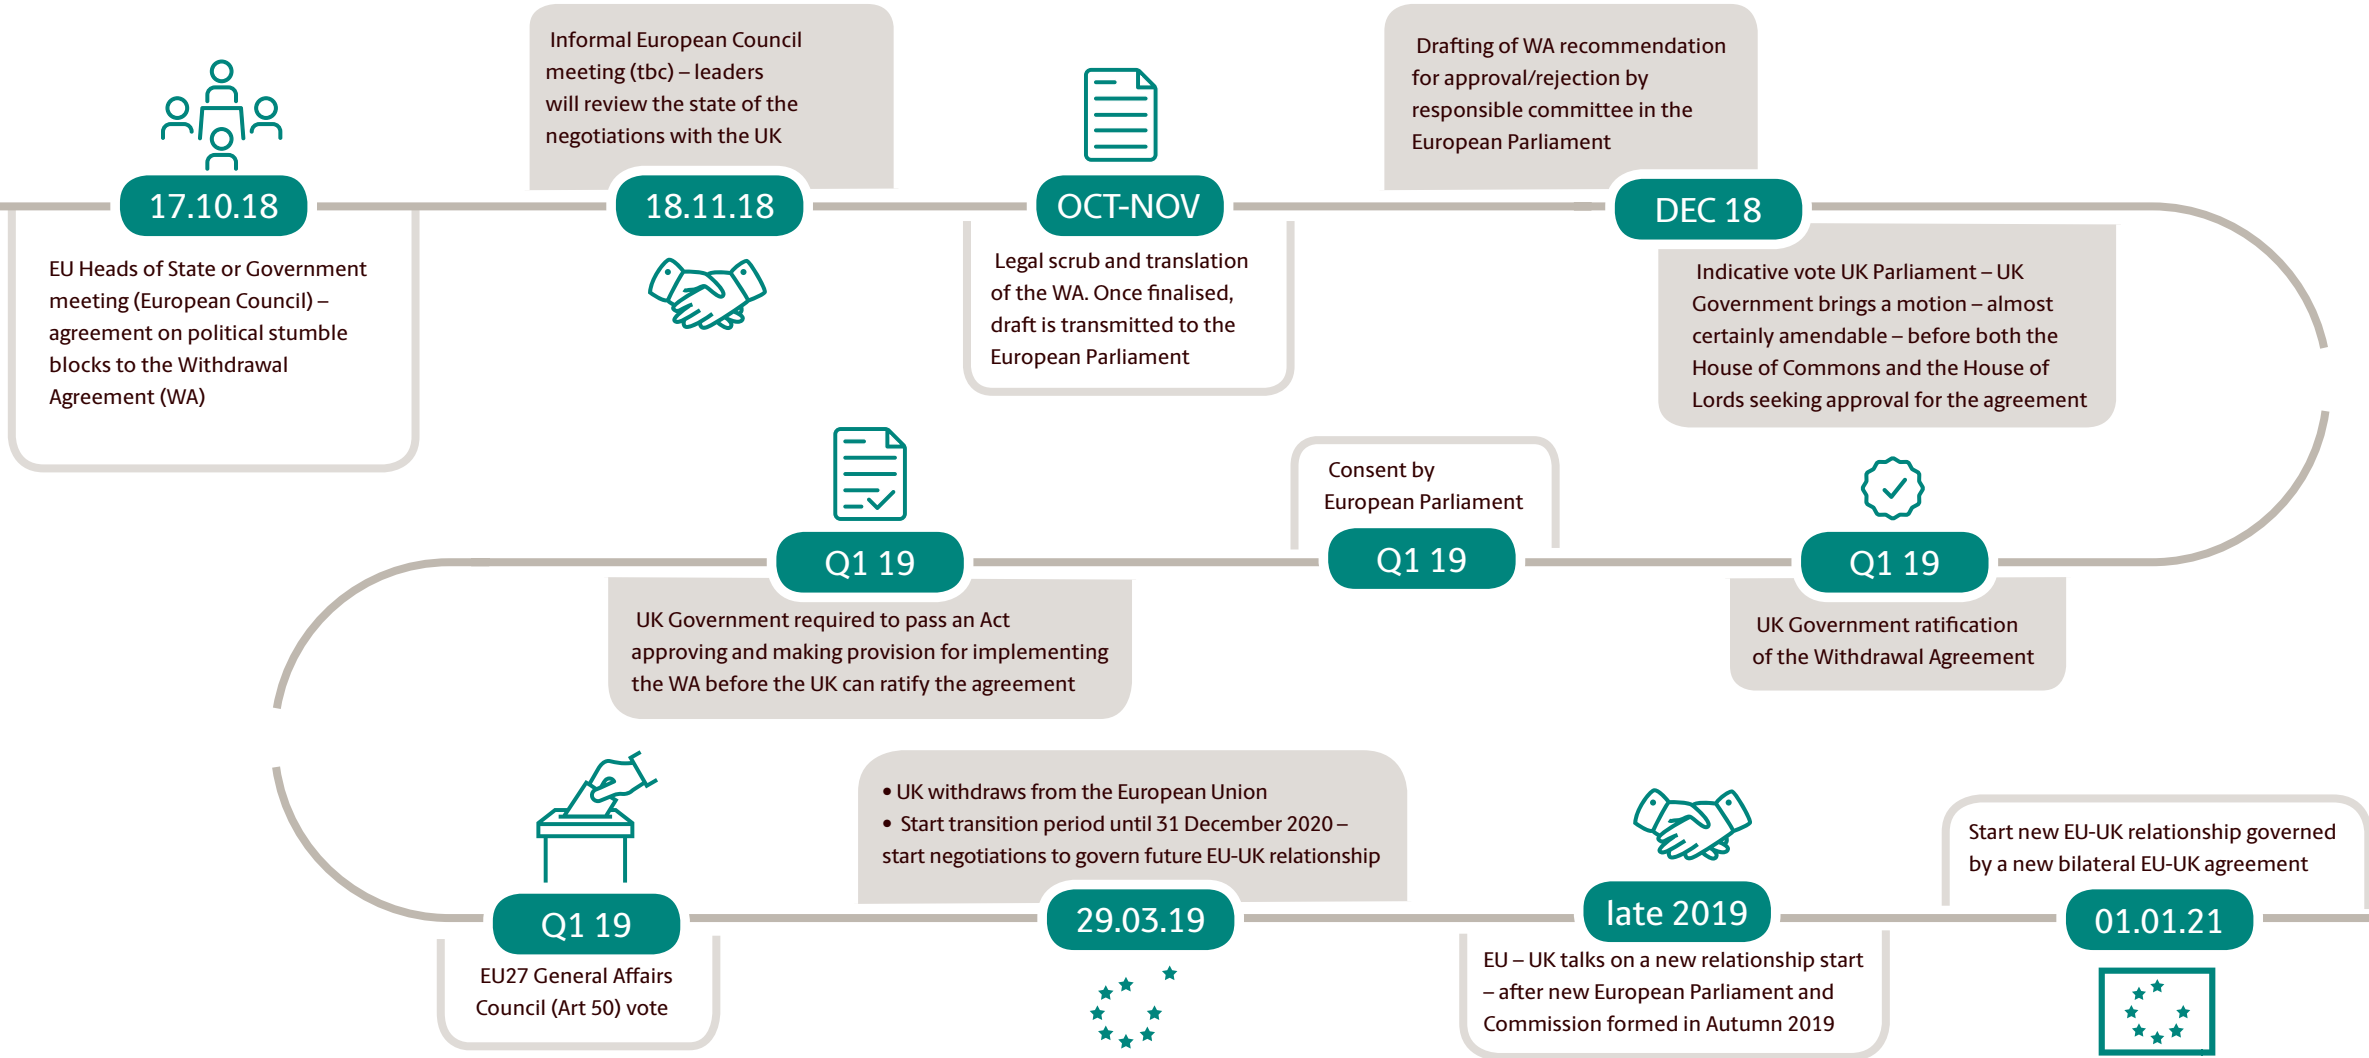 17.10.18
EU Heads of State or Government
meeting (European Council) –
agreement on political stumble
blocks to the Withdrawal
Agreement (WA)
Informal European Council
meeting (tbc) – leaders
will review the state of the
negotiations with the UK
18.11.18
OCT-NOV
Legal scrub and translation
of the WA. Once finalised,
draft is transmitted to the
European Parliament
Drafting of WA recommendation
for approval/rejection by
responsible committee in the
European Parliament
DEC 18
Indicative vote UK Parliament – UK
Government brings a motion – almost
certainly amendable – before both the
House of Commons and the House of
Lords seeking approval for the agreement
Q1 19
UK Government ratification
of the Withdrawal Agreement
Consent by
European Parliament
Q1 19
Q1 19
UK Government required to pass an Act
approving and making provision for implementing
the WA before the UK can ratify the agreement
Q1 19
EU27 General Affairs
Council (Art 50) vote
• UK withdraws from the European Union
• Start transition period until 31 December 2020 –
start negotiations to govern future EU-UK relationship
29.03.19
late 2019
EU – UK talks on a new relationship start
– after new European Parliament and
Commission formed in Autumn 2019
Start new EU-UK relationship governed
by a new bilateral EU-UK agreement
01.01.21